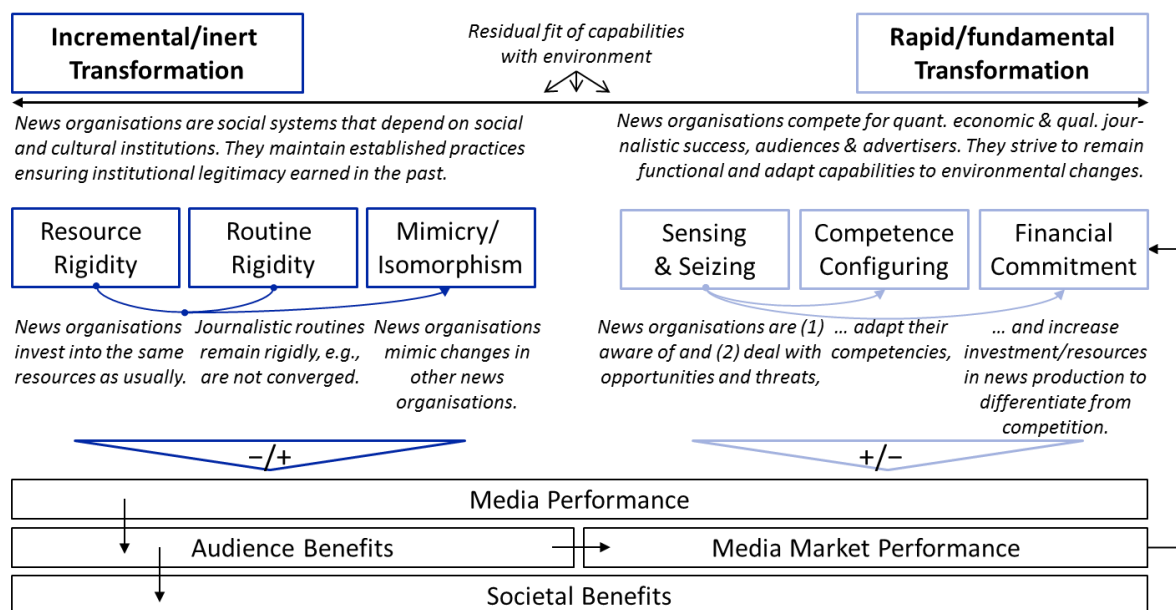 Incremental/inert
Transformation
Residual fit of capabilities
with environment
Rapid/fundamental
Transformation
News organisations are social systems that depend on social
and cultural institutions. They maintain established practices
ensuring institutional legitimacy earned in the past.
News organisations compete for quant. economic & qual. jour-
nalistic success, audiences & advertisers. They strive to remain
functional and adapt capabilities to environmental changes.
Resource
Rigidity
Routine
Rigidity
Mimicry/
Isomorphism
Sensing
& Seizing
Competence
Configuring
Financial
Commitment
News organisations
invest into the same
resources as usually.
Journalistic routines
remain rigidly, e.g.,
are not converged.
News organisations
mimic changes in
other news
organisations.
News organisations are (1)
aware of and (2) deal with
opportunities and threats,
... adapt their
competencies,
... and increase
investment/resources
in news production to
differentiate from
competition.
−/+
+/−
Media Performance
Audience Benefits
Media Market Performance
Societal Benefits